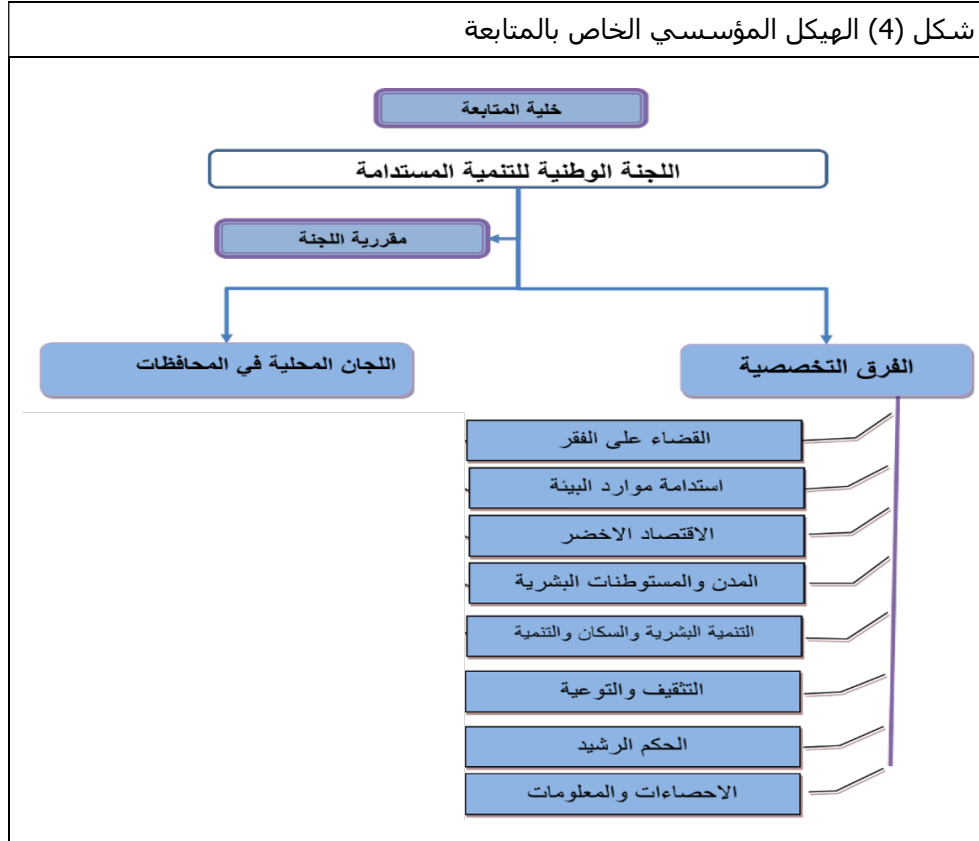 شكل (4) الهيكل المؤسسي الخاص بالمتابعة
خلية المتابعة
اللجنة الوطنية للتنمية المستدامة
مقررية اللجنة
الفرق التخصصية
اللجان المحلية في المحافظات
القضاء على الفقر
استدامة موارد البيئة
الاقتصاد الاخضر
المدن والمستوطنات البشرية
التنمية البشرية والسكان والتنمية
التثقيف والتوعية
الحكم الرشيد
الاحصاءات والمعلومات